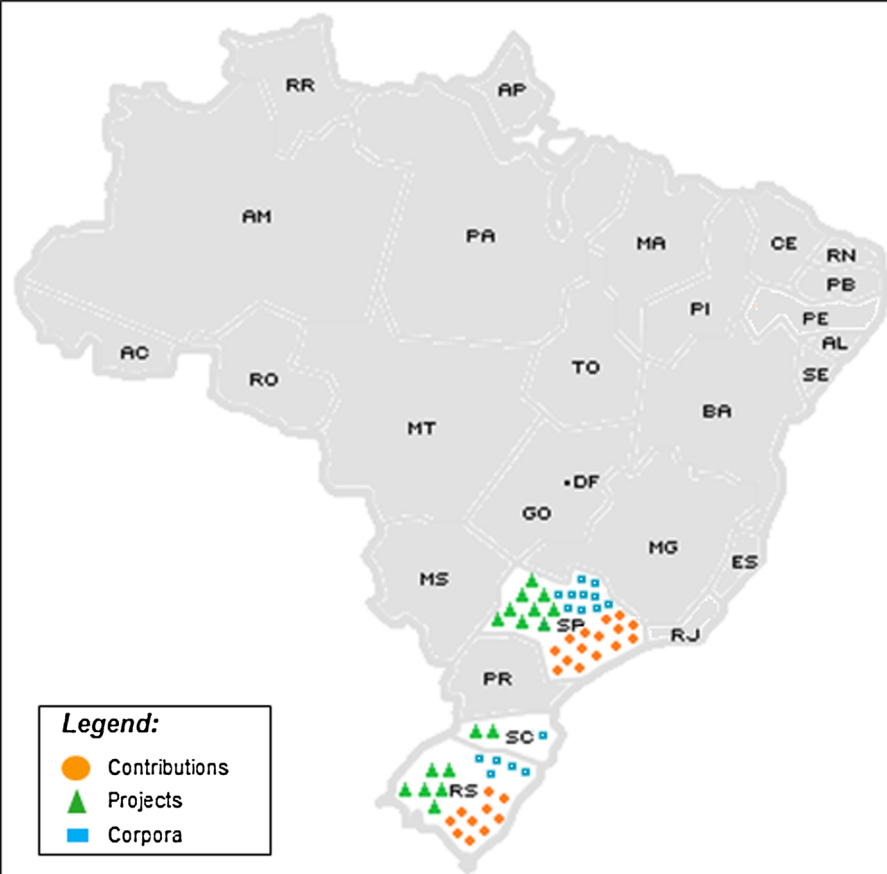 RR
AP
AM
PA
MA
CE
RN
PB
PI
PE
AL
AC
TO
SE
RO
BA
MT
DF
GO
MG
ES
MS
SP
RJ
PR
SC
RS
Legend:
Contributions
Projects
Corpora